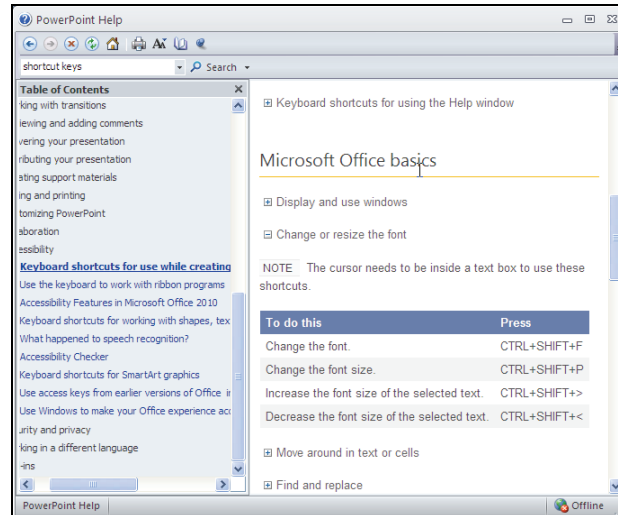 PowerPoint Help
shortcut keys
Search
Table of Contents
king with transitions
iewing and adding comments
vering your presentation
ributing your presentation
ating support materials
ing and printing
tomizing PowerPoint
aboration
essibility
Keyboard shortcuts for use while creating
Use the keyboard to work with ribbon programs
Accessibility Features in Microsoft Office 2010
Keyboard shortcuts for working with shapes, tex
What happened to speech recognition?
Accessibility Checker
Keyboard shortcuts for SmartArt graphics
Use access keys from earlier versions of Office i
Use Windows to make your Office experience acc
urity and privacy
king in a different language
-ins
Keyboard shortcuts for using the Help window
Microsoft Office basics
Display and use windows
Change or resize the font
NOTE The cursor needs to be inside a text box to use these
shortcuts.
To do this Press
Change the font. CTRL+SHIFT+F
Change the font size. CTRL+SHIFT+P
Increase the font size of the selected text. CTRL+SHIFT+>
Decrease the font size of the selected text. CTRL+SHIFT+<
Move around in text or cells
Find and replace
PowerPoint Help
Offline